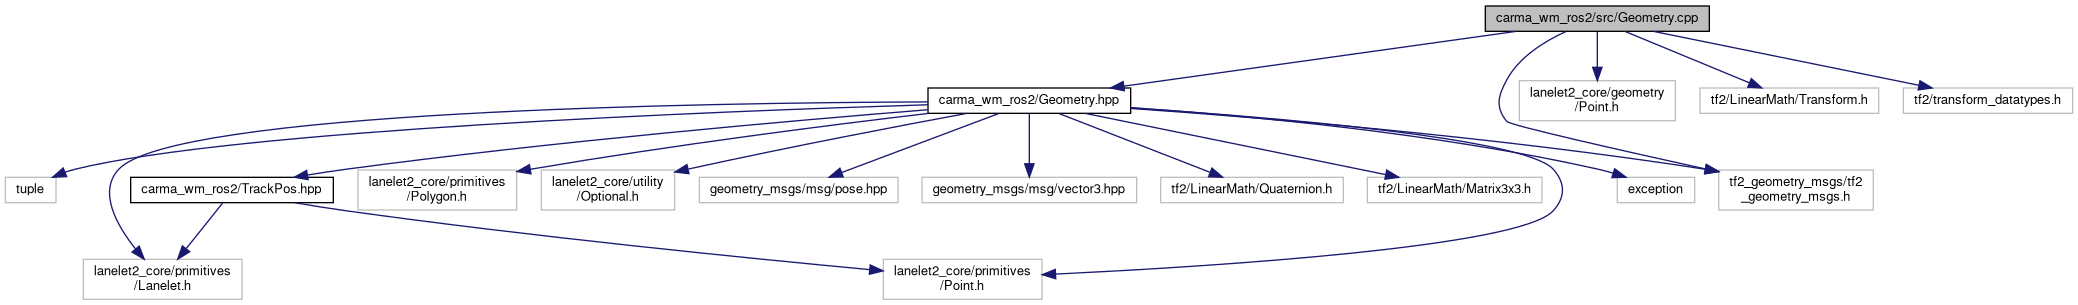 carma_wm_ros2/src/Geometry.cpp
carma_wm_ros2/Geometry.hpp
lanelet2_core/geometry
/Point.h
tf2/LinearMath/Transform.h
tf2/transform_datatypes.h
tuple
carma_wm_ros2/TrackPos.hpp
lanelet2_core/primitives
/Polygon.h
lanelet2_core/utility
/Optional.h
geometry_msgs/msg/pose.hpp
geometry_msgs/msg/vector3.hpp
tf2/LinearMath/Quaternion.h
tf2/LinearMath/Matrix3x3.h
exception
tf2_geometry_msgs/tf2
_geometry_msgs.h
lanelet2_core/primitives
/Lanelet.h
lanelet2_core/primitives
/Point.h